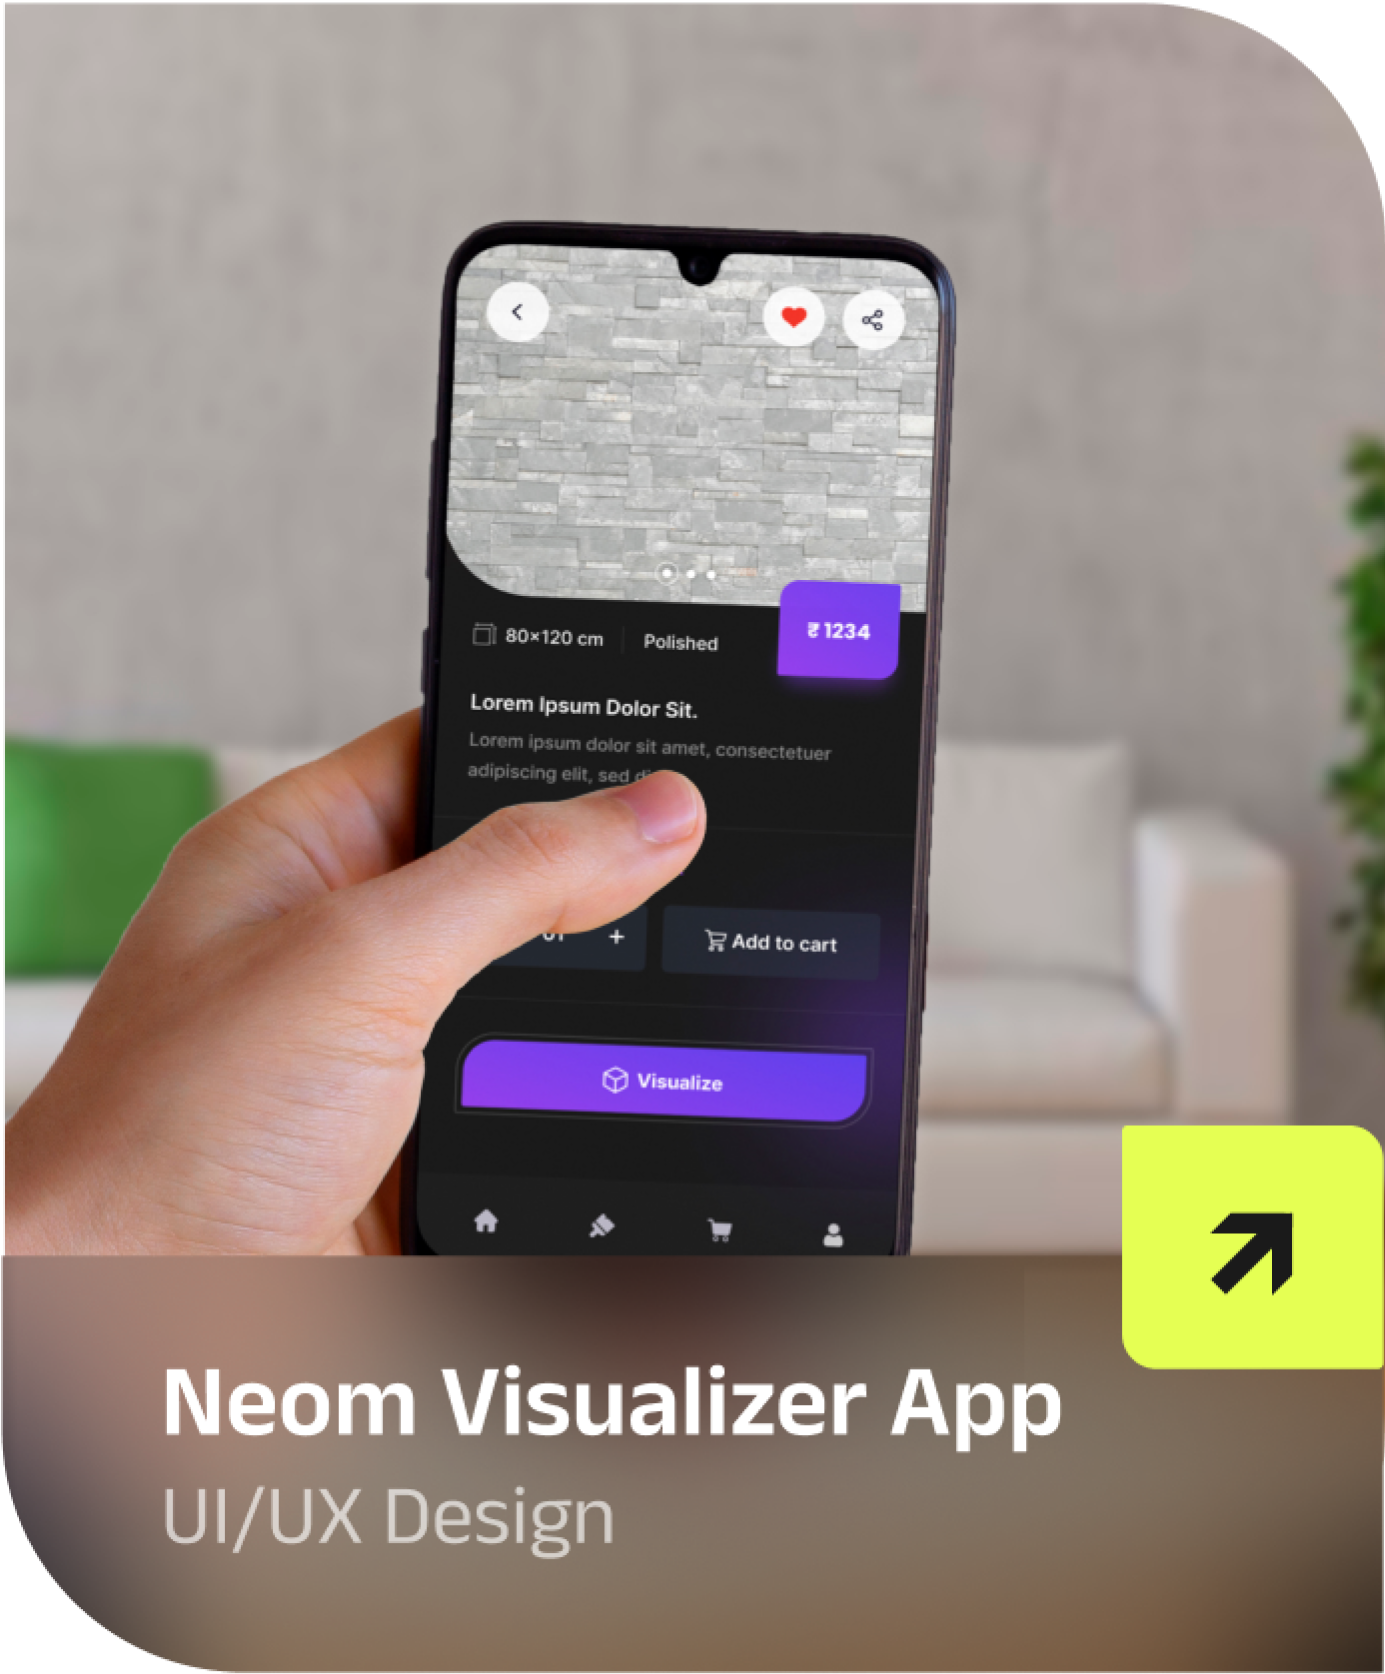 80×120 cm
Polished
₹ 1234
Lorem Ipsum Dolor Sit.
Lorem ipsum dolor sit amet, consectetuer
adipiscing elit, sed
+
Add to cart
Visualize
Neom Visualizer App
UI/UX Design